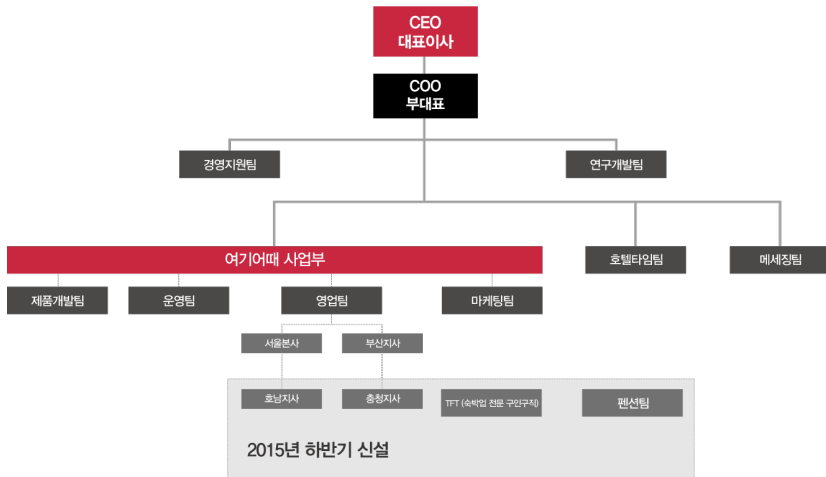 CEO
대표이사
COO
부대표
경영지원팀
연구개발팀
여기어때 사업부
호텔타임팀
메세징팀
제품개발팀
운영팀
영업팀
마케팅팀
서울본사
부산지사
호남지사
충청지사
TFT (숙박업 전문 구인구직)
펜션팀
2015년 하반기 신설